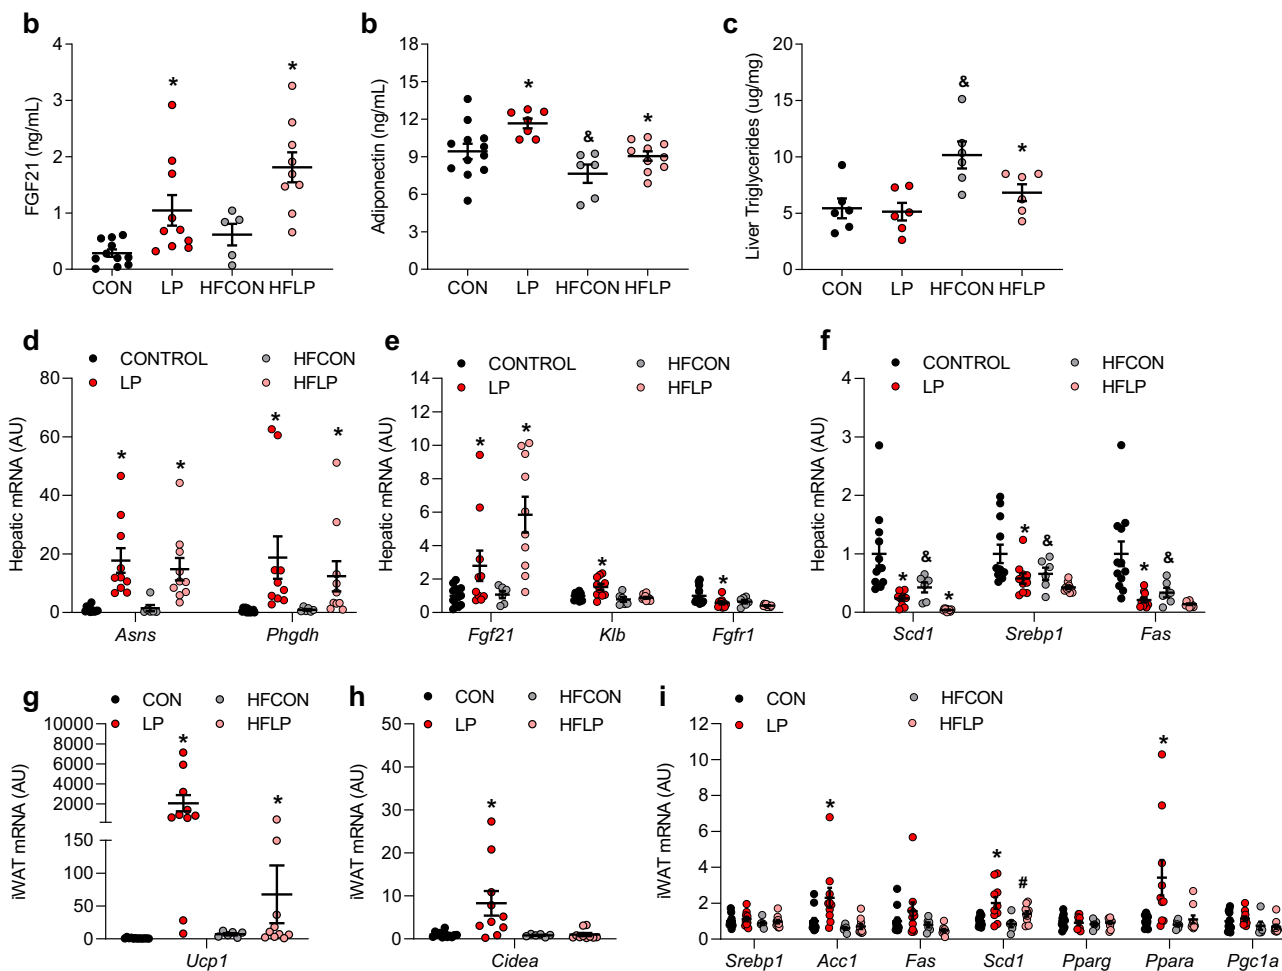 b
FGF21 (ng/mL)
4
3
2
1
0
*
*
CON LP HFCON HFLP
b
Adiponectin (ng/mL)
18
15
12
9
6
3
0
*
&
*
CON LP HFCON HFLP
c
Liver Triglycerides (ug/mg)
20
15
10
5
0
&
*
CON LP HFCON HFLP
d
CONTROL HFCON
LP HFLP
Hepatic mRNA (AU)
80
60
40
20
0
* * * *
Asns Phgdh
e
CONTROL HFCON
LP HFLP
Hepatic mRNA (AU)
14
12
10
8
6
4
2
0
* * * *
Fgf21 Klb Fgfr1
f
CONTROL HFCON
LP HFLP
Hepatic mRNA (AU)
4
3
2
1
0
* & * * & * &
Scd1 Srebp1 Fas
g
CON HFCON
LP HFLP
iWAT mRNA (AU)
10000
8000
6000
4000
2000
150
100
50
0
* *
Ucp1
h
CON HFCON
LP HFLP
iWAT mRNA (AU)
50
40
30
20
10
0
*
Cidea
i
CON HFCON
LP HFLP
iWAT mRNA (AU)
12
10
8
6
4
2
0
* * # *
Srebp1 Acc1 Fas Scd1 Pparg Ppara Pgc1a